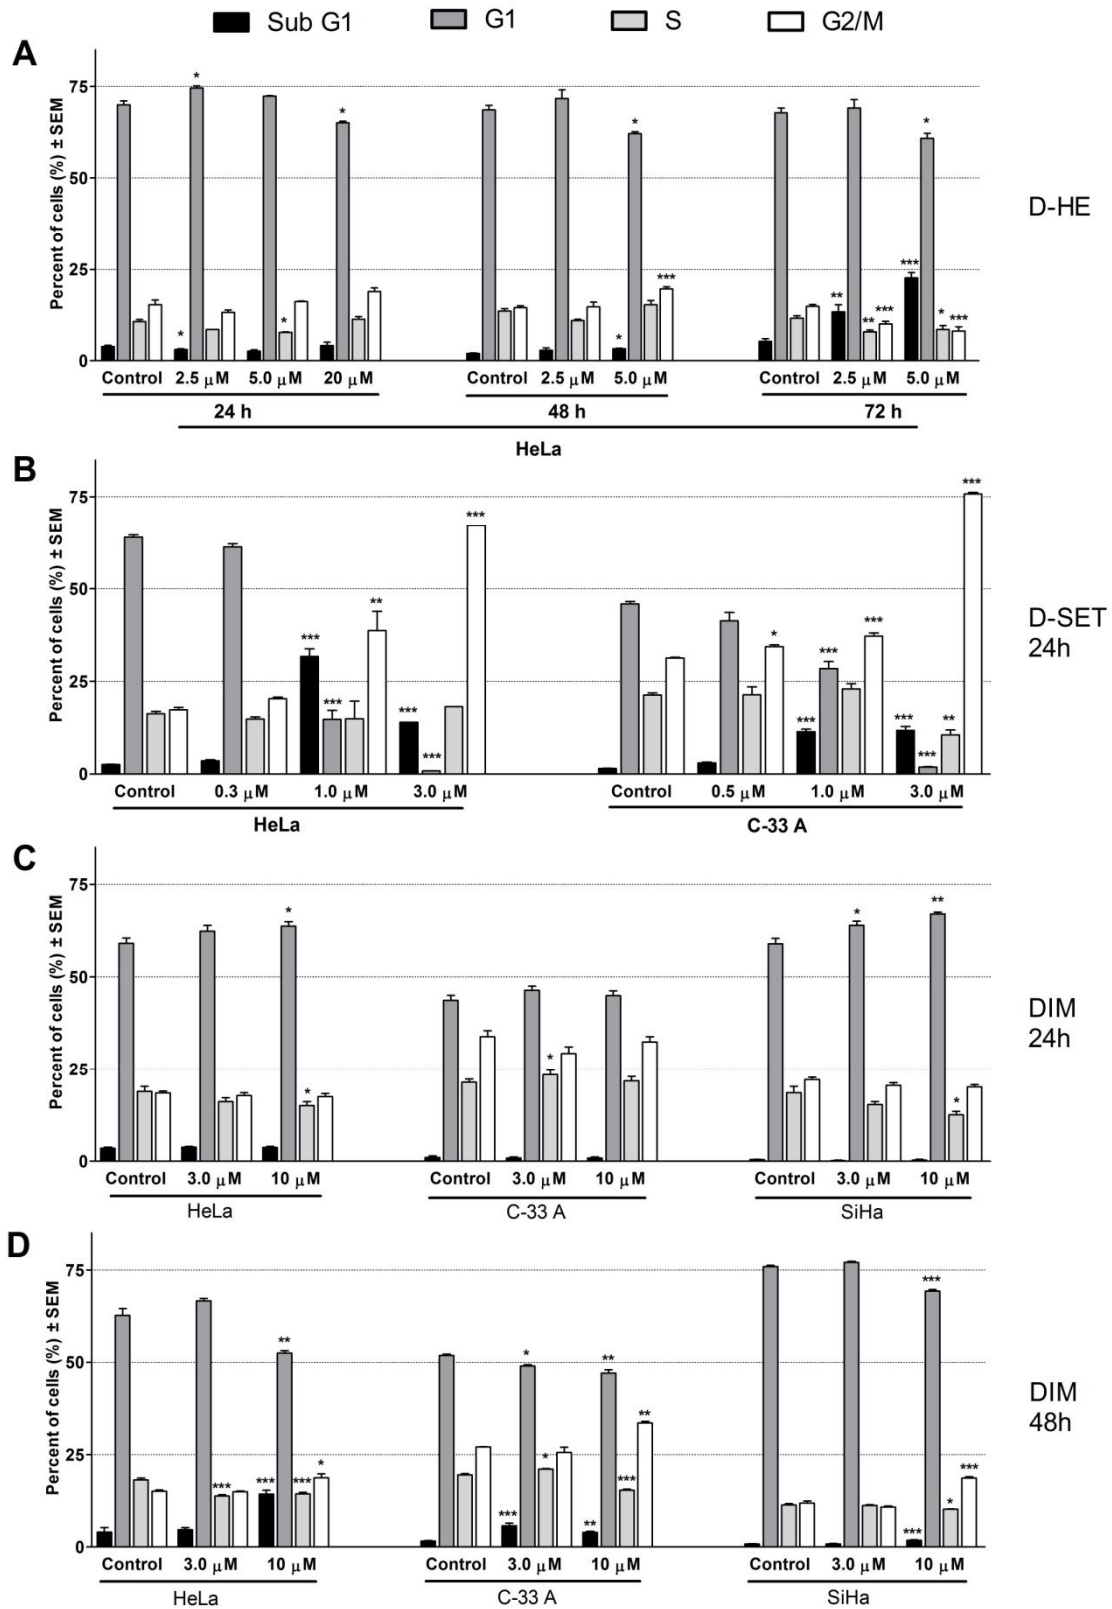 Sub G1 G1 S G2/M
A
Percent of cells (%) ± SEM
75
50
25
0
* * * * * * *** ** ** *** *** * * ***
Control 2.5 μM 5.0 μM 20 μM Control 2.5 μM 5.0 μM Control 2.5 μM 5.0 μM
24 h 48 h 72 h
HeLa
D-HE
B
Percent of cells (%) ± SEM
75
50
25
0
*** *** ** *** *** *** * *** *** *** *** *** ** ***
Control 0.3 μM 1.0 μM 3.0 μM Control 0.5 μM 1.0 μM 3.0 μM
HeLa C-33 A
D-SET
24h
C
Percent of cells (%) ± SEM
75
50
25
0
* * * * ** *
Control 3.0 μM 10 μM Control 3.0 μM 10 μM Control 3.0 μM 10 μM
HeLa C-33 A SiHa
DIM
24h
D
Percent of cells (%) ± SEM
75
50
25
0
*** *** ** *** * *** * * ** ** *** ** *** *** * ***
Control 3.0 μM 10 μM Control 3.0 μM 10 μM Control 3.0 μM 10 μM
HeLa C-33 A SiHa
DIM
48h